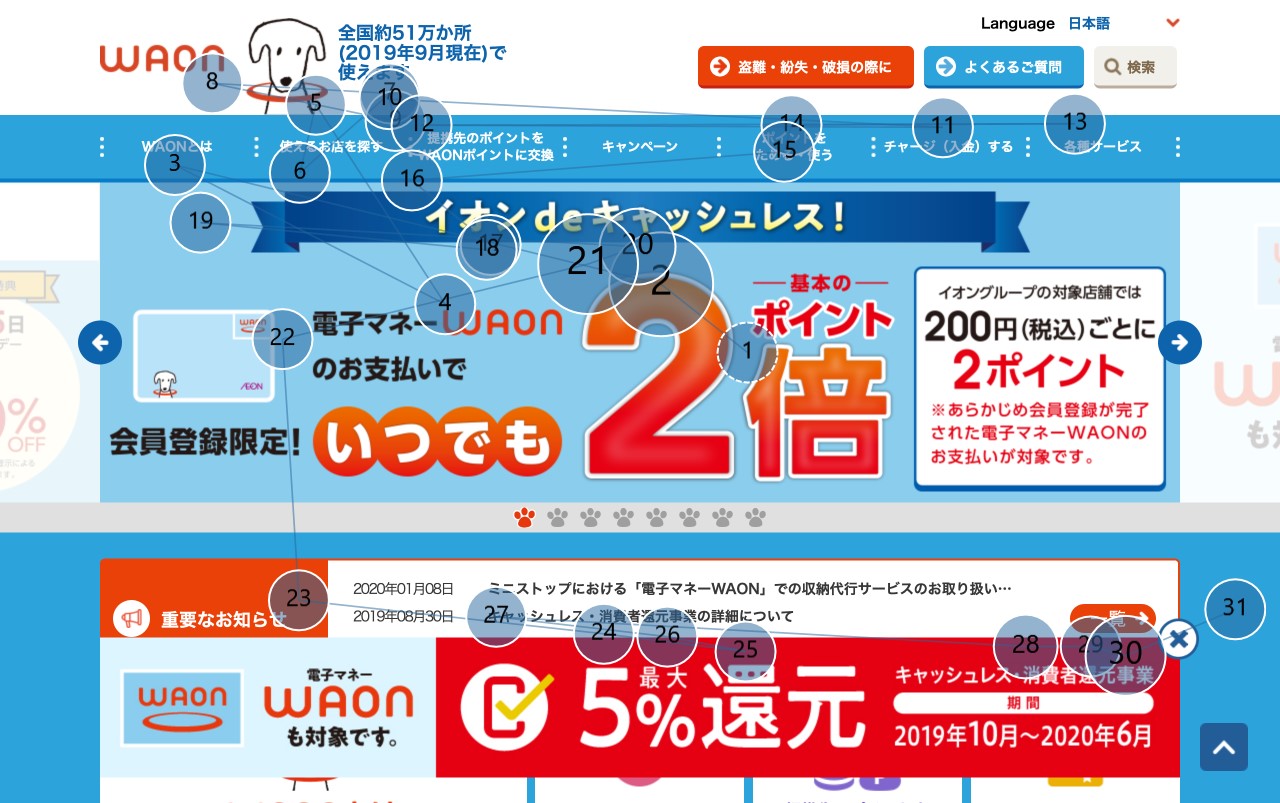 WAON
全国約51万か所
(2019年9月現在)で
使えます
Language 日本語
盗難・紛失・破損の際に
よくあるご質問
検索
WAONとは
使えるお店を探す
提携先のポイントを
WAONポイントに交換
キャンペーン
ポイントを
ためる・使う
チャージ（入金）する
各種サービス
8
5
10
12
14
11
13
15
3
6
16
19
18
21
20
2
4
22
1
イオンdeキャッシュレス！
WAON
AEON
電子マネーWAON
のお支払いで
会員登録限定!
いつでも
2倍
基本の
ポイント
イオングループの対象店舗では
200円(税込)ごとに
2ポイント
※あらかじめ会員登録が完了
された電子マネーWAONの
お支払いが対象です。
%
OFF
重要なお知らせ
2020年01月08日 ミニストップにおける「電子マネーWAON」での収納代行サービスのお取り扱い…
2019年08月30日 キャッシュレス・消費者還元事業の詳細について
一覧
23
27
24
26
25
28
29
30
31
WAON
電子マネー
WAON
も対象です。
最大
5%還元
キャッシュレス・消費者還元事業
期間
2019年10月〜2020年6月